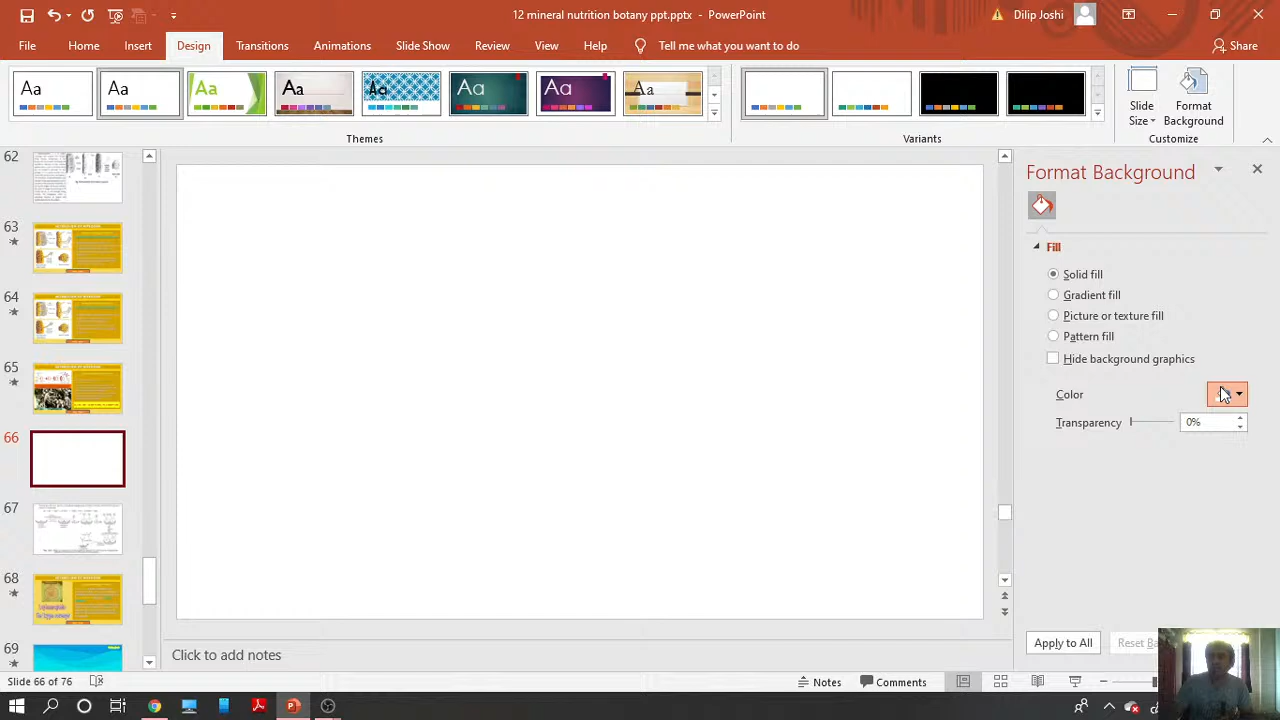 12 mineral nutrition botany ppt.pptx - PowerPoint
Dilip Joshi
File Home Insert Design Transitions Animations Slide Show Review View Help Tell me what you want to do Share
Aa Aa Aa Aa Aa Aa Aa Aa
Slide Size
Format Background
Themes
Variants
Customize
62
63
64
65
66
67
68
69
Format Background
Fill
Solid fill
Gradient fill
Picture or texture fill
Pattern fill
Hide background graphics
Color
Transparency 0%
Apply to All Reset Ba
Click to add notes
Slide 66 of 76
Notes Comments